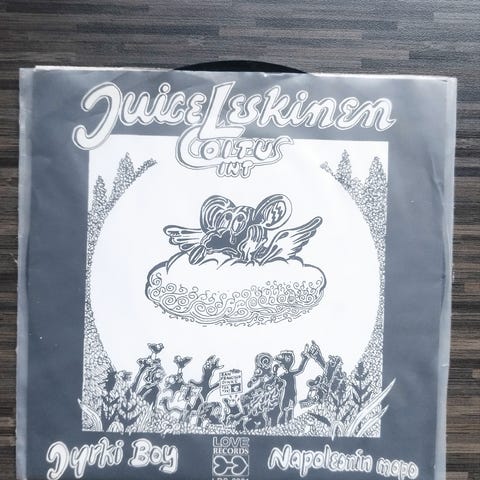 Juice Leskinen
COITUS
INT
Jyrki Boy
LOVE
RECORDS
Napoleonin mopo